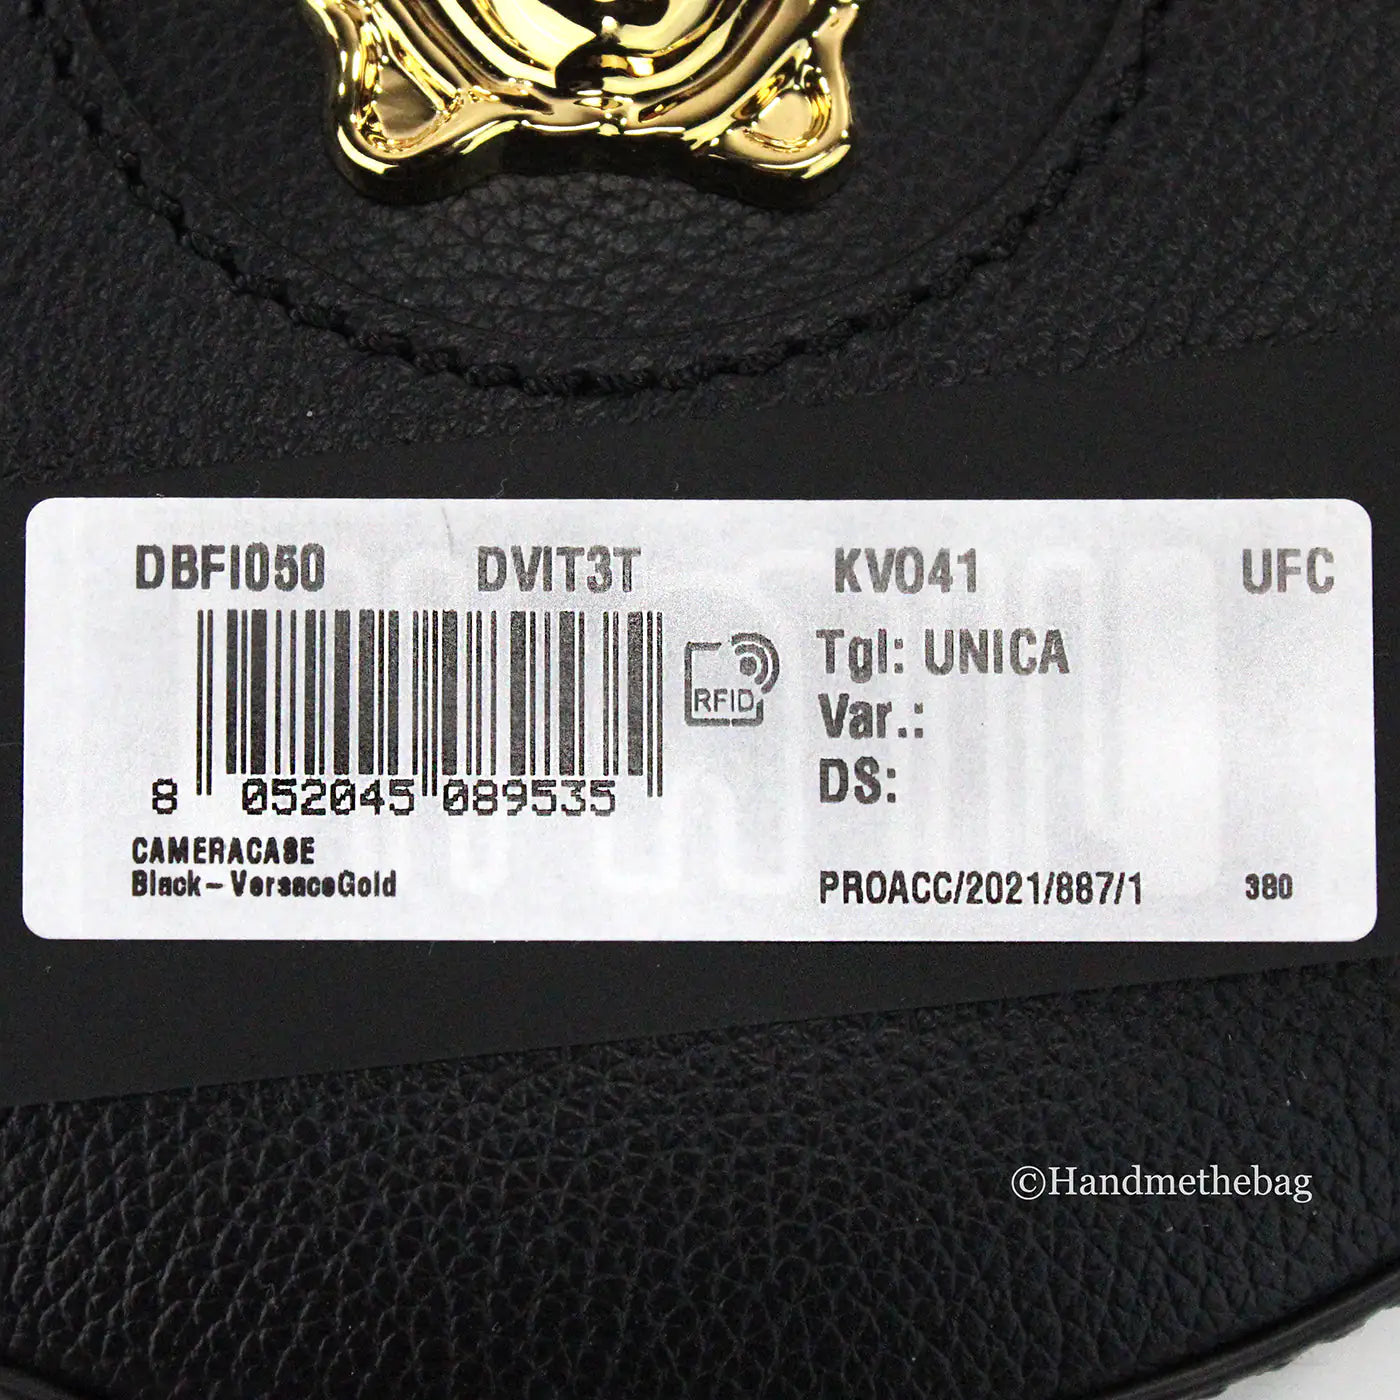 DBFI050 DVIT3T KVO41 UFC
Tgl: UNICA
RFID
Var.:
DS:
8 052045 089535
CAMERACASE
Black-VersaceGold
PROACC/2021/887/1 380
©Handmethebag